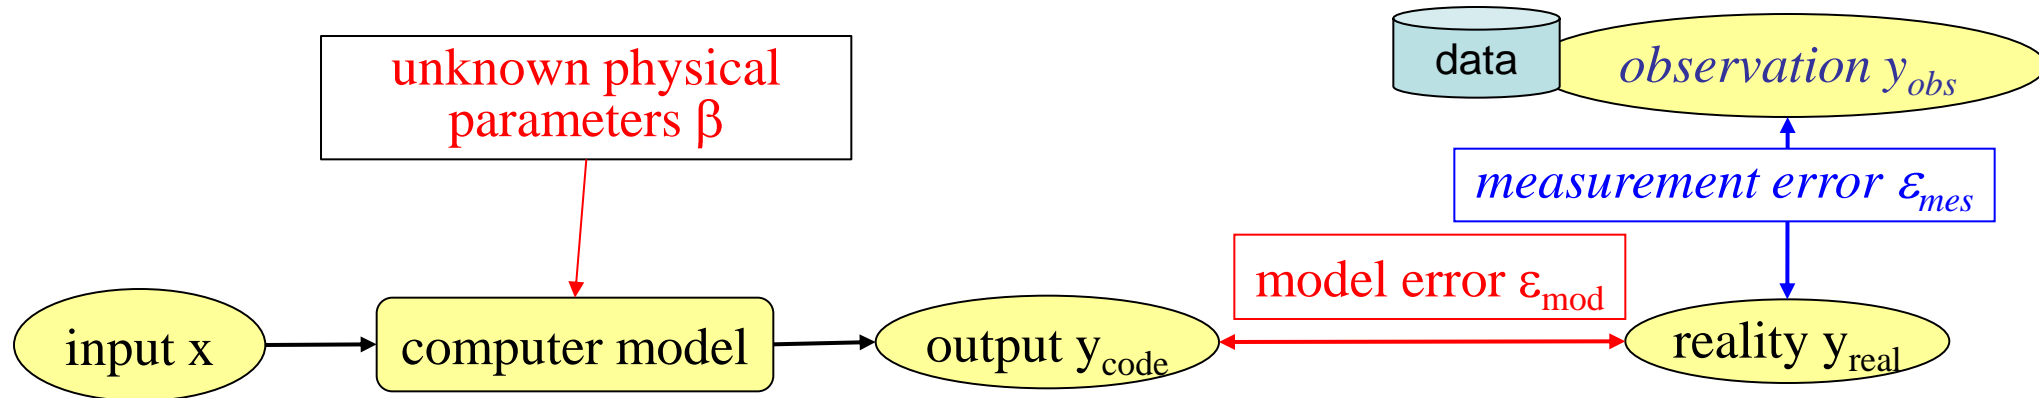 unknown physical
parameters β
data
observation y_obs
measurement error ε_mes
model error ε_mod
input x
computer model
output y_code
reality y_real